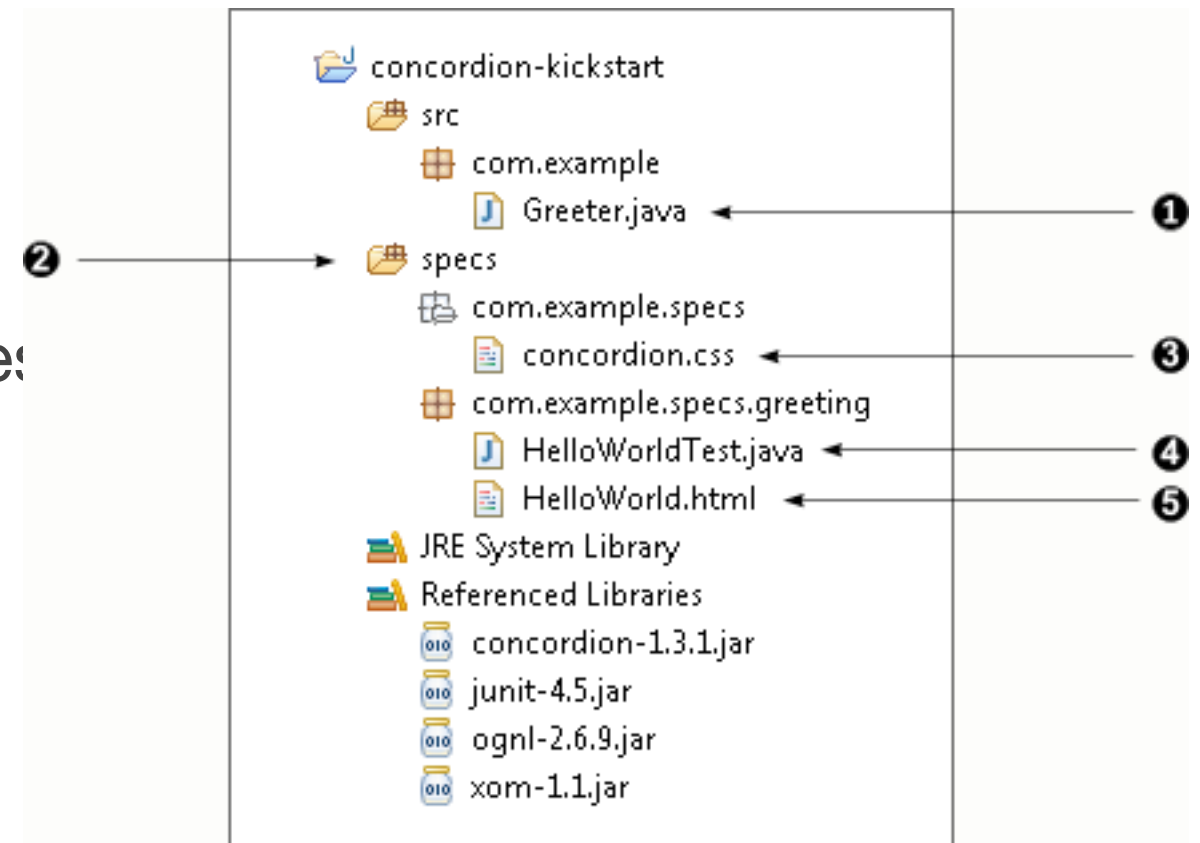 concordion-kickstart
src
com.example
Greeter.java ❶
❷ specs
com.example.specs
es
concordion.css ❸
com.example.specs.greeting
HelloWorldTest.java ❹
HelloWorld.html ❺
JRE System Library
Referenced Libraries
concordion-1.3.1.jar
junit-4.5.jar
ognl-2.6.9.jar
xom-1.1.jar